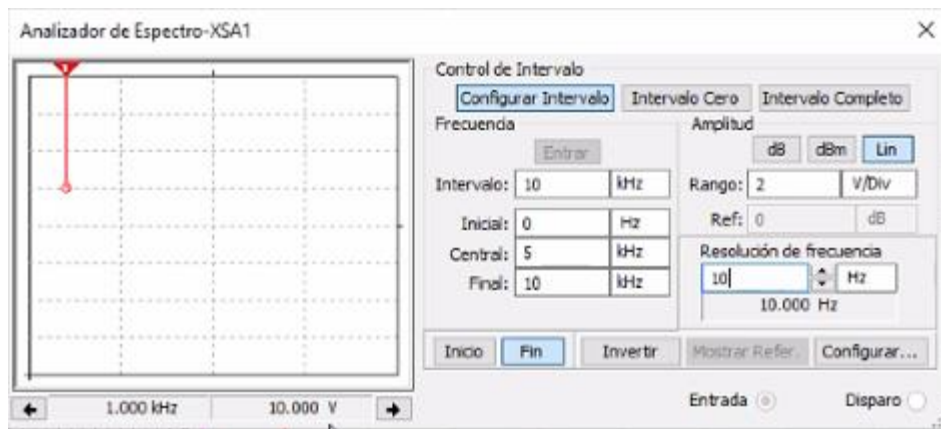 Analizador de Espectro-XSA1
1
Control de Intervalo
Configurar Intervalo Intervalo Cero Intervalo Completo
Frecuencia
Entrar
Intervalo: 10 kHz
Inicial: 0 Hz
Central: 5 kHz
Final: 10 kHz
Amplitud
dB dBm Lin
Rango: 2 V/Div
Ref: 0 dB
Resolución de frecuencia
10 Hz
10.000 Hz
Inicio Fin Invertir Mostrar Refer. Configurar...
1.000 kHz 10.000 V
Entrada Disparo